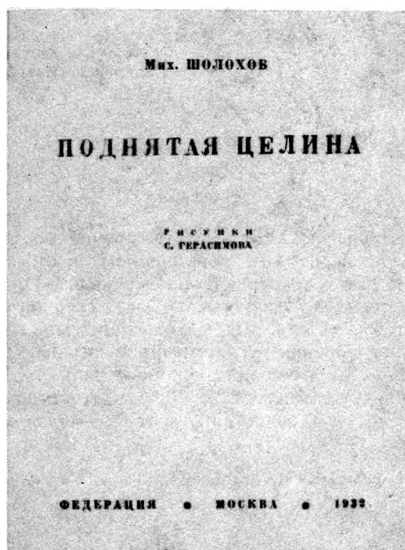 Мих. ШОЛОХОВ
ПОДНЯТАЯ ЦЕЛИНА
РИСУНКИ
С. ГЕРАСИМОВА
ФЕДЕРАЦИЯ • МОСКВА • 1932